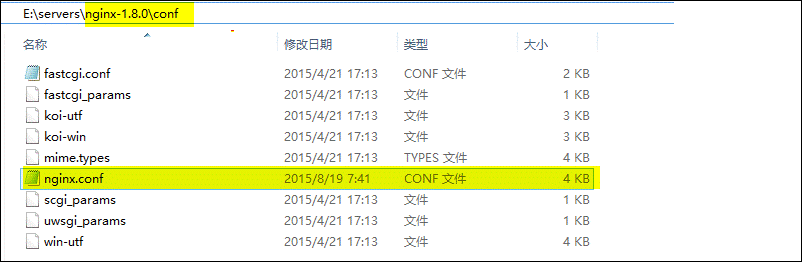 E:\servers\nginx-1.8.0\conf
名称 修改日期 类型 大小
fastcgi.conf 2015/4/21 17:13 CONF 文件 2 KB
fastcgi_params 2015/4/21 17:13 文件 1 KB
koi-utf 2015/4/21 17:13 文件 3 KB
koi-win 2015/4/21 17:13 文件 3 KB
mime.types 2015/4/21 17:13 TYPES 文件 4 KB
nginx.conf 2015/8/19 7:41 CONF 文件 4 KB
scgi_params 2015/4/21 17:13 文件 1 KB
uwsgi_params 2015/4/21 17:13 文件 1 KB
win-utf 2015/4/21 17:13 文件 4 KB